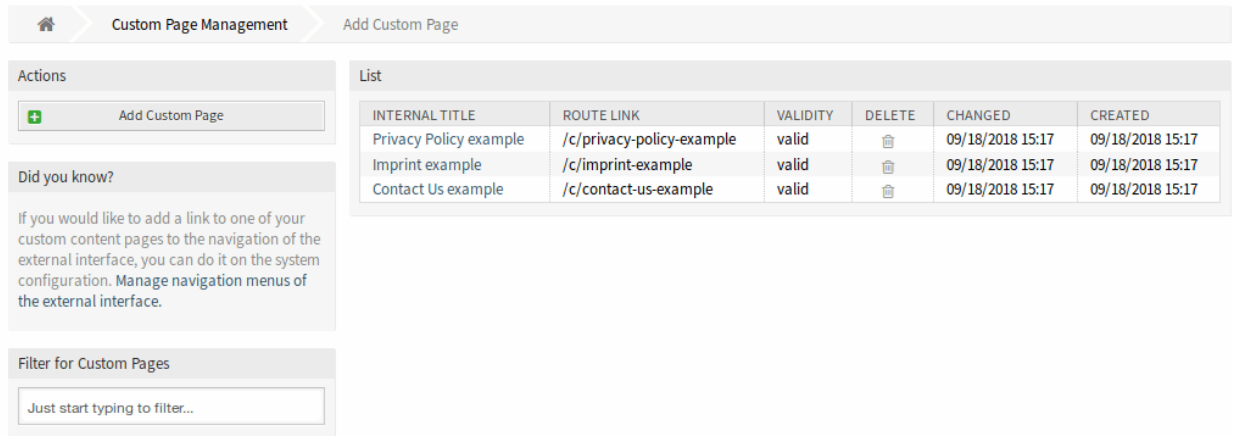 Custom Page Management Add Custom Page
Actions
Add Custom Page
Did you know?
If you would like to add a link to one of your
custom content pages to the navigation of the
external interface, you can do it on the system
configuration. Manage navigation menus of
the external interface.
Filter for Custom Pages
Just start typing to filter...
List
INTERNAL TITLE ROUTE LINK VALIDITY DELETE CHANGED CREATED
Privacy Policy example /c/privacy-policy-example valid 09/18/2018 15:17 09/18/2018 15:17
Imprint example /c/imprint-example valid 09/18/2018 15:17 09/18/2018 15:17
Contact Us example /c/contact-us-example valid 09/18/2018 15:17 09/18/2018 15:17